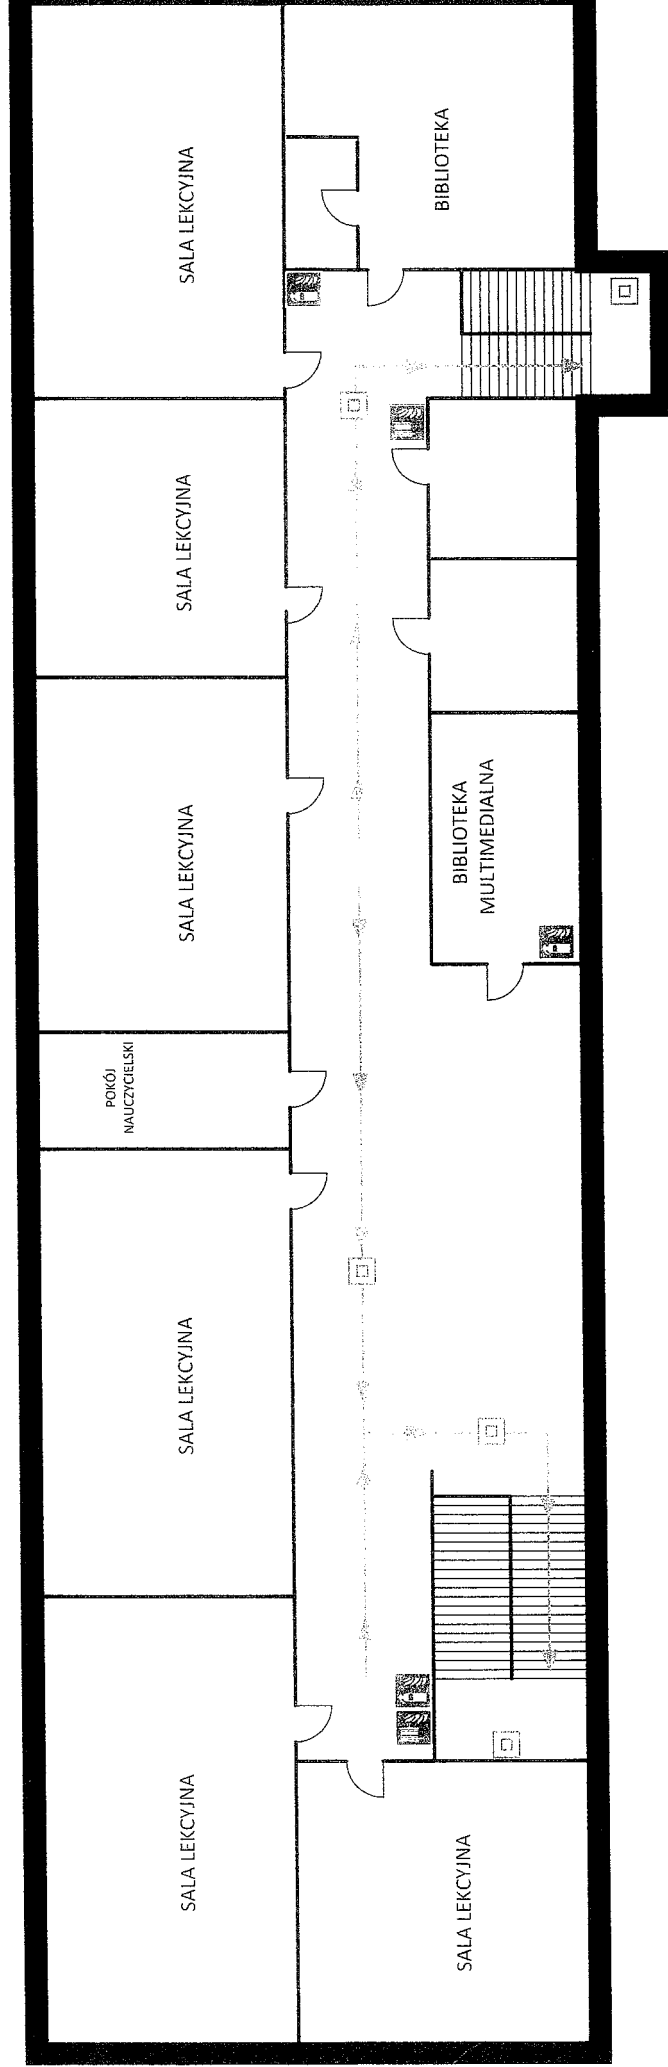 SALA LEKCYJNA
SALA LEKCYJNA
SALA LEKCYJNA
POKÓJ
NAUCZYCIELSKI
SALA LEKCYJNA
SALA LEKCYJNA
BIBLIOTEKA
BIBLIOTEKA
MULTIMEDIALNA
SALA LEKCYJNA